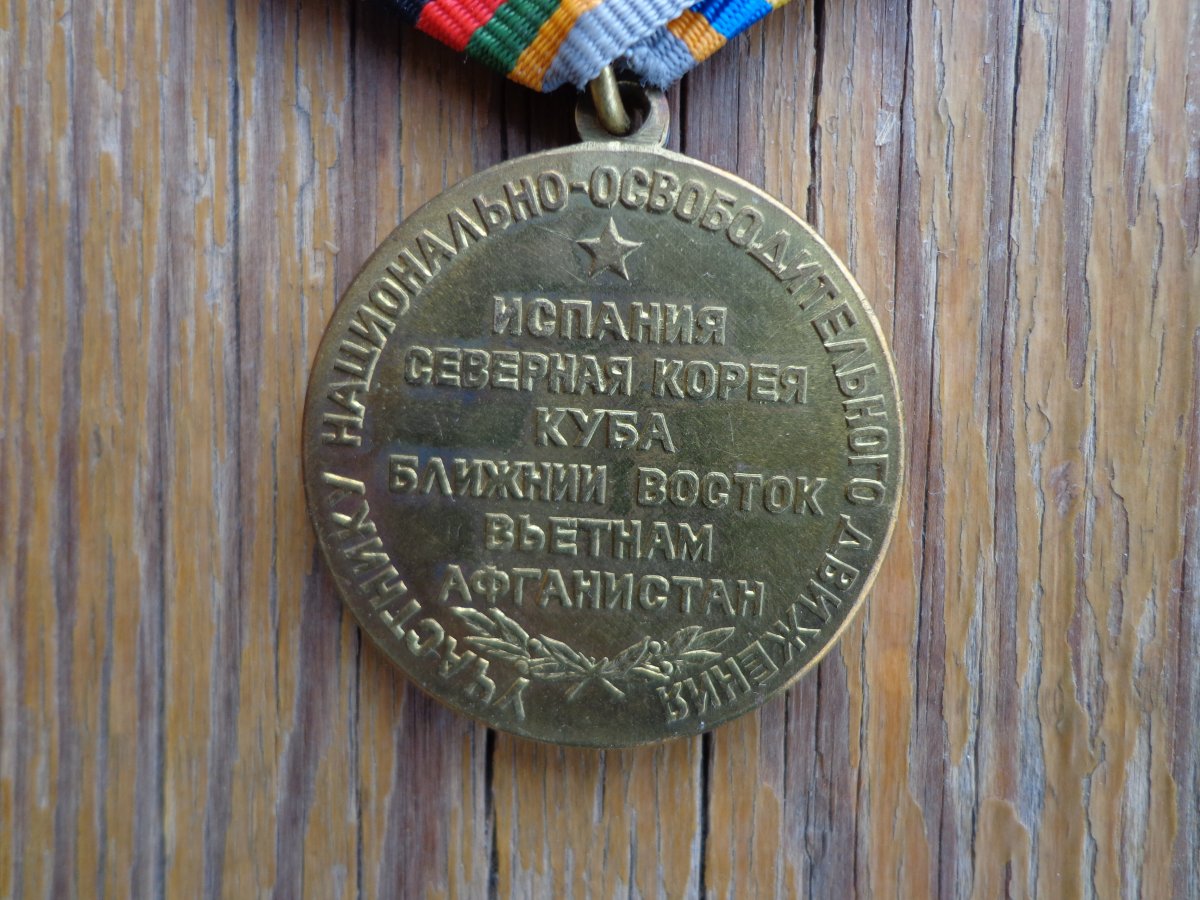 УЧАСТНИКУ НАЦИОНАЛЬНО-ОСВОБОДИТЕЛЬНОГО ДВИЖЕНИЯ
ИСПАНИЯ
СЕВЕРНАЯ КОРЕЯ
КУБА
БЛИЖНИЙ ВОСТОК
ВЬЕТНАМ
АФГАНИСТАН